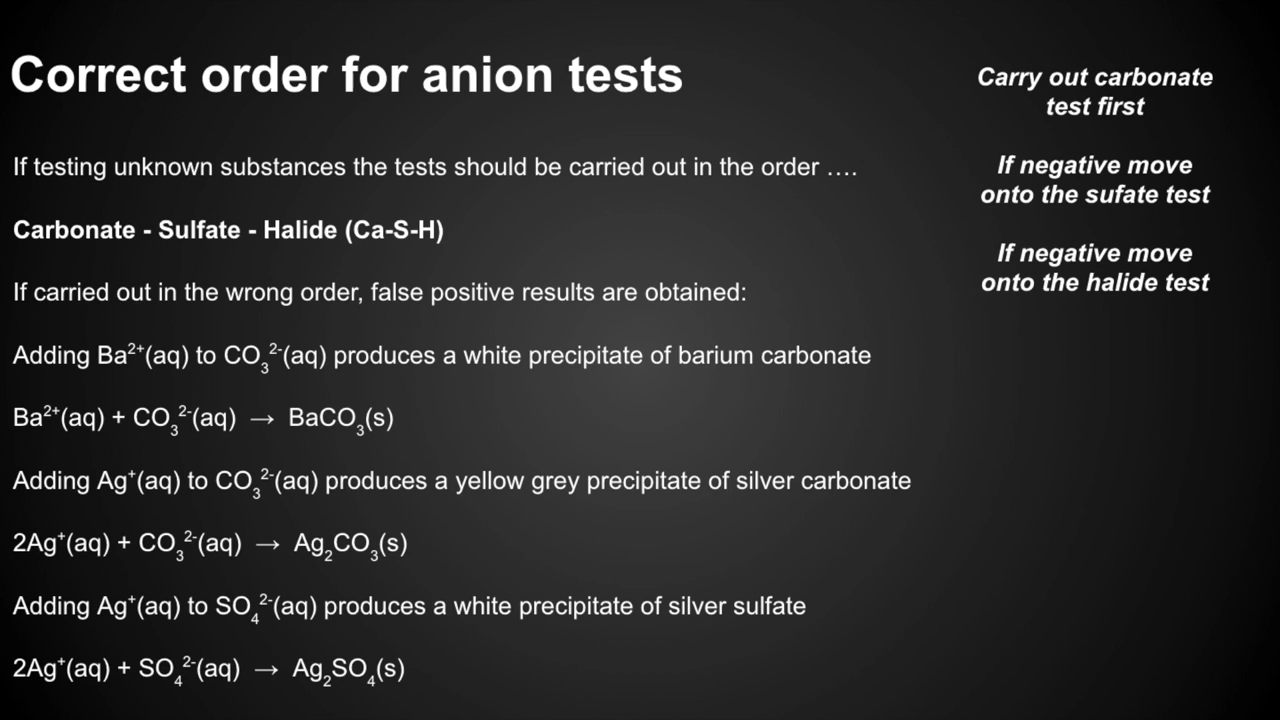 Correct order for anion tests
If testing unknown substances the tests should be carried out in the order ….
Carbonate - Sulfate - Halide (Ca-S-H)
If carried out in the wrong order, false positive results are obtained:
Adding Ba²⁺(aq) to CO₃²⁻(aq) produces a white precipitate of barium carbonate
Ba²⁺(aq) + CO₃²⁻(aq) → BaCO₃(s)
Adding Ag⁺(aq) to CO₃²⁻(aq) produces a yellow grey precipitate of silver carbonate
2Ag⁺(aq) + CO₃²⁻(aq) → Ag₂CO₃(s)
Adding Ag⁺(aq) to SO₄²⁻(aq) produces a white precipitate of silver sulfate
2Ag⁺(aq) + SO₄²⁻(aq) → Ag₂SO₄(s)
Carry out carbonate
test first
If negative move
onto the sufate test
If negative move
onto the halide test